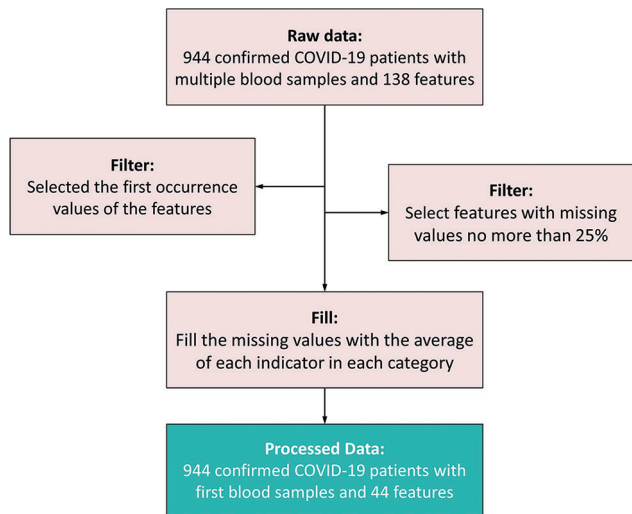 Raw data:
944 confirmed COVID-19 patients with
multiple blood samples and 138 features
Filter:
Selected the first occurrence
values of the features
Filter:
Select features with missing
values no more than 25%
Fill:
Fill the missing values with the average
of each indicator in each category
Processed Data:
944 confirmed COVID-19 patients with
first blood samples and 44 features